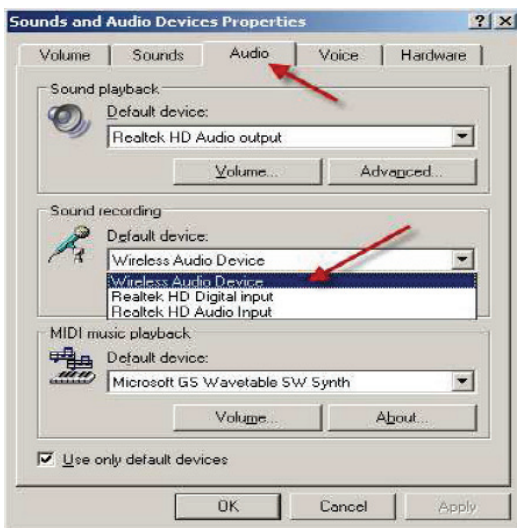 Sounds and Audio Devices Properties
Volume Sounds Audio Voice Hardware
Sound playback
Default device:
Realtek HD Audio output
Volume... Advanced...
Sound recording
Default device:
Wireless Audio Device
Wireless Audio Device
Realtek HD Digital input
Realtek HD Audio Input
MIDI music playback
Default device:
Microsoft GS Wavetable SW Synth
Volume... About...
Use only default devices
OK Cancel Apply